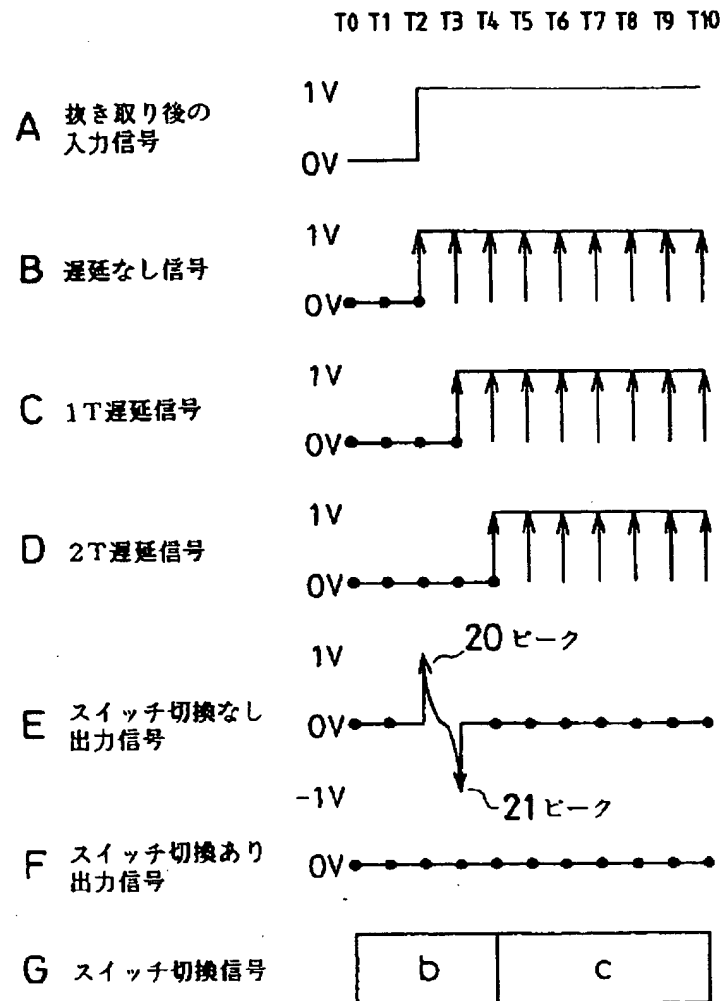 T0 T1 T2 T3 T4 T5 T6 T7 T8 T9 T10
A 抜き取り後の
入力信号
1V
0V
B 遅延なし信号
1V
0V
C 1T遅延信号
1V
0V
D 2T遅延信号
1V
0V
E スイッチ切換なし
出力信号
1V
0V
-1V
20 ピーク
21 ピーク
F スイッチ切換あり
出力信号
0V
G スイッチ切換信号
b
c